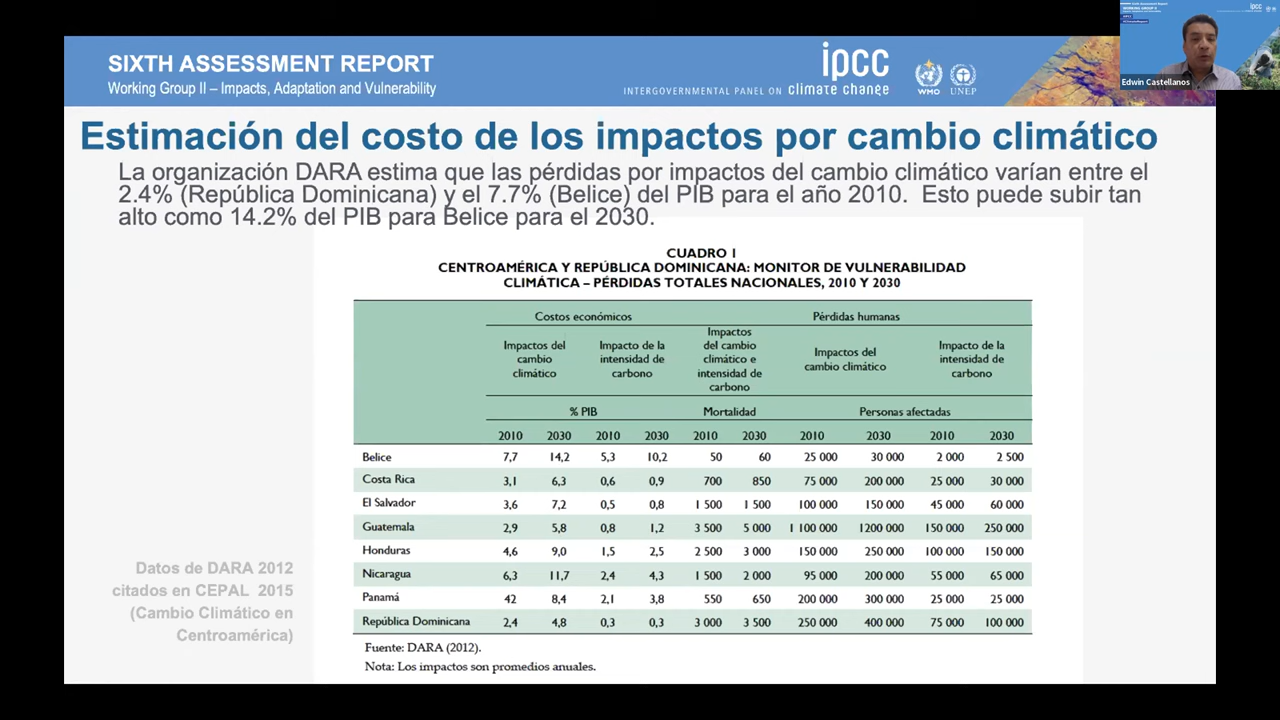 SIXTH ASSESSMENT REPORT
Working Group II – Impacts, Adaptation and Vulnerability
ipcc
INTERGOVERNMENTAL PANEL ON climate change
WMO
UNEP
ipcc
Edwin Castellanos
Estimación del costo de los impactos por cambio climático
La organización DARA estima que las pérdidas por impactos del cambio climático varían entre el
2.4% (República Dominicana) y el 7.7% (Belice) del PIB para el año 2010. Esto puede subir tan
alto como 14.2% del PIB para Belice para el 2030.
CUADRO 1
CENTROAMÉRICA Y REPÚBLICA DOMINICANA: MONITOR DE VULNERABILIDAD
CLIMÁTICA – PÉRDIDAS TOTALES NACIONALES, 2010 Y 2030
Costos económicos Pérdidas humanas
Impactos del cambio climático Impacto de la intensidad de carbono Impactos del cambio climático e intensidad de carbono Impactos del cambio climático Impacto de la intensidad de carbono
% PIB Mortalidad Personas afectadas
2010 2030 2010 2030 2010 2030 2010 2030 2010 2030
Belice 7,7 14,2 5,3 10,2 50 60 25 000 30 000 2 000 2 500
Costa Rica 3,1 6,3 0,6 0,9 700 850 75 000 200 000 25 000 30 000
El Salvador 3,6 7,2 0,5 0,8 1 500 1 500 100 000 150 000 45 000 60 000
Guatemala 2,9 5,8 0,8 1,2 3 500 5 000 1 100 000 1200 000 150 000 250 000
Honduras 4,6 9,0 1,5 2,5 2 500 3 000 150 000 250 000 100 000 150 000
Nicaragua 6,3 11,7 2,4 4,3 1 500 2 000 95 000 200 000 55 000 65 000
Panamá 42 8,4 2,1 3,8 550 650 200 000 300 000 25 000 25 000
República Dominicana 2,4 4,8 0,3 0,3 3 000 3 500 250 000 400 000 75 000 100 000
Fuente: DARA (2012).
Nota: Los impactos son promedios anuales.
Datos de DARA 2012
citados en CEPAL 2015
(Cambio Climático en
Centroamérica)